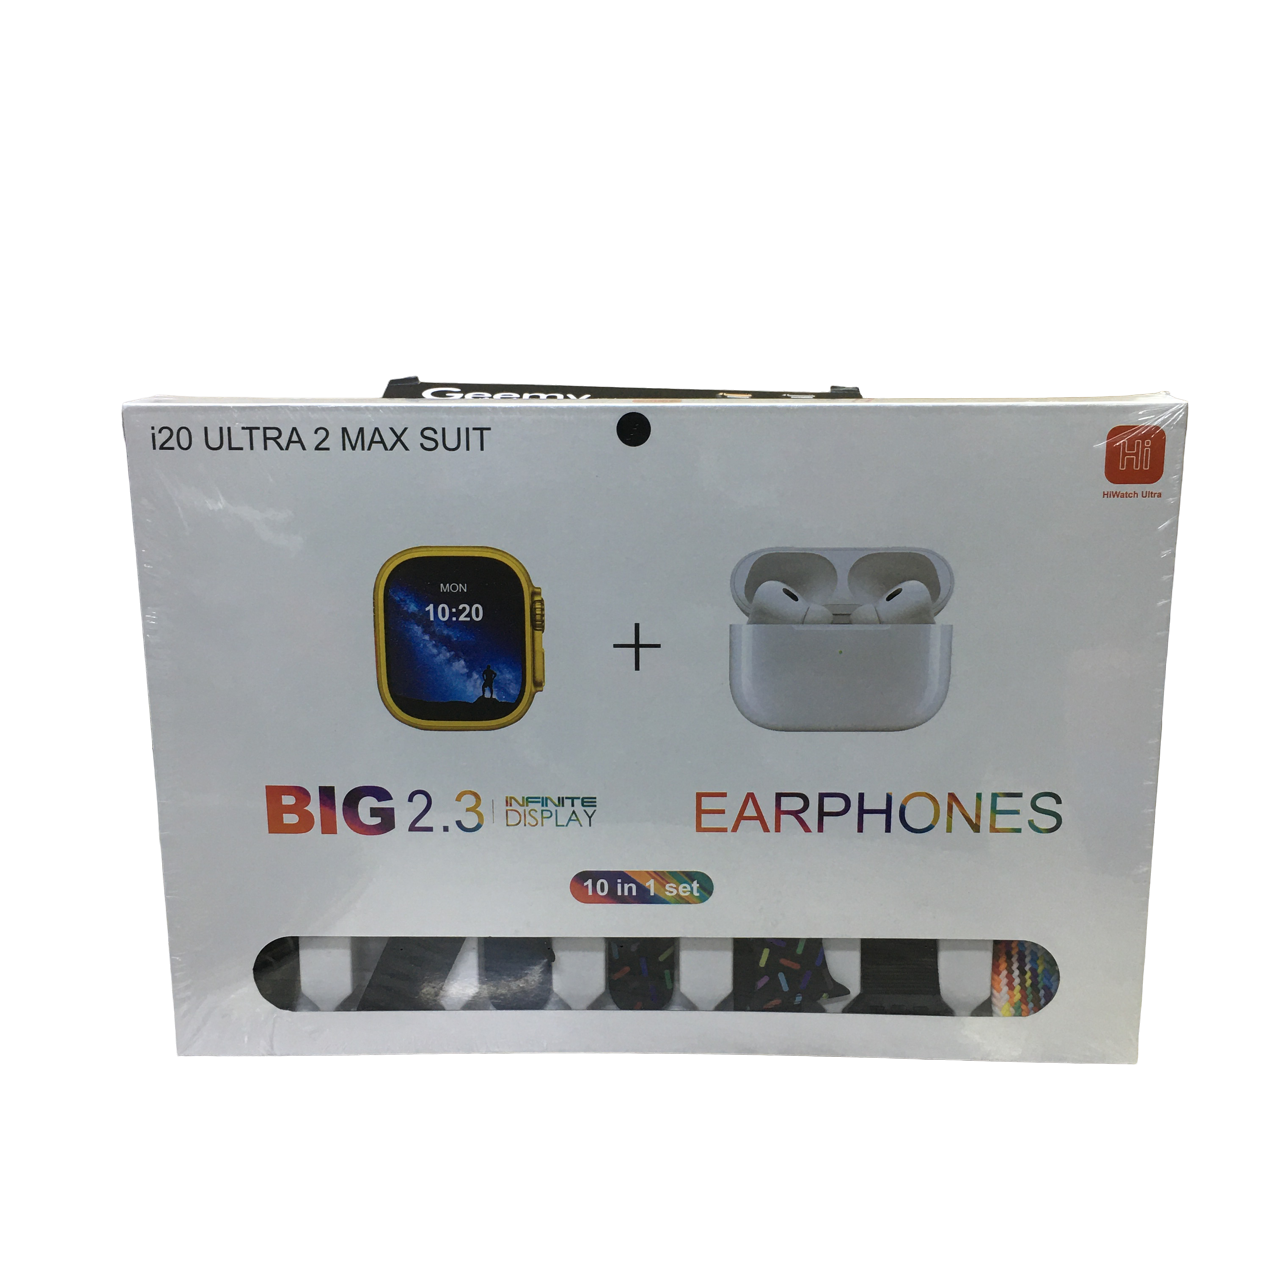 Geemy
i20 ULTRA 2 MAX SUIT
Hi
HiWatch Ultra
MON
10:20
BIG 2.3 INFINITE
DISPLAY
EARPHONES
10 in 1 set